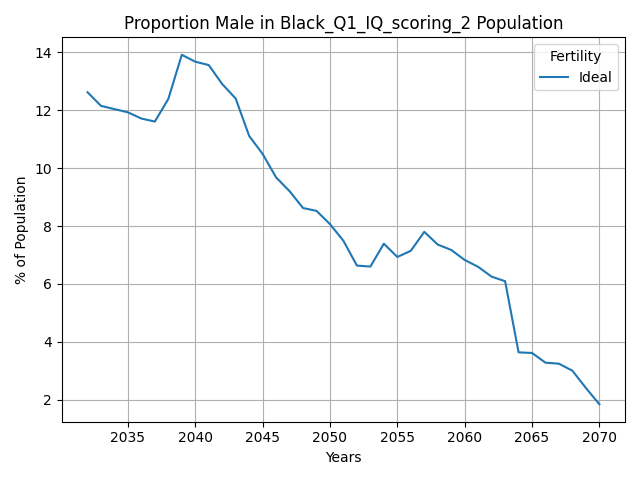 Proportion Male in Black_Q1_IQ_scoring_2 Population
Fertility
Ideal
14
12
10
8
6
4
2
% of Population
2035 2040 2045 2050 2055 2060 2065 2070
Years